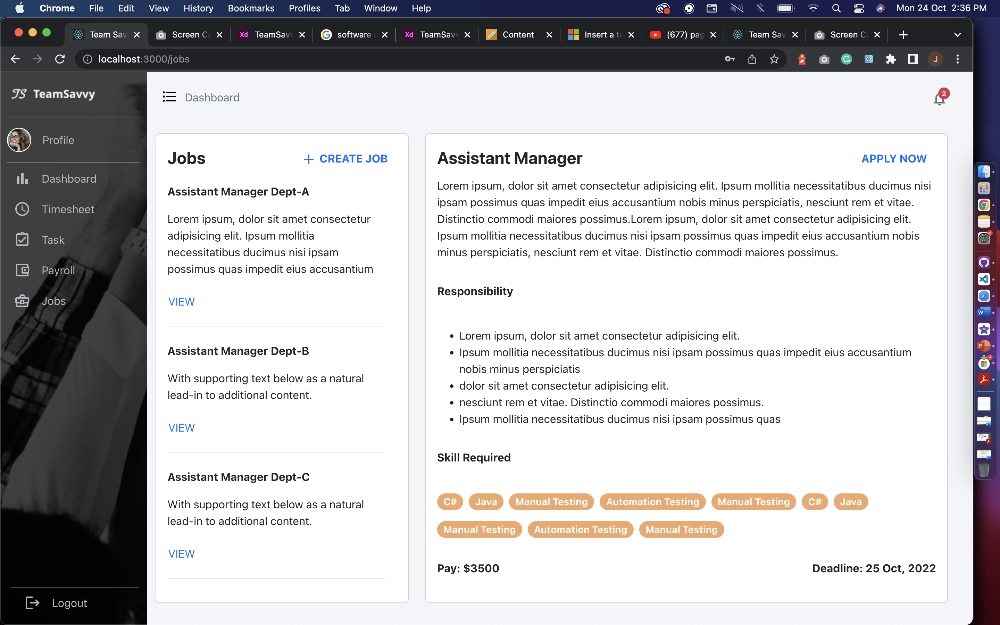 Chrome File Edit View History Bookmarks Profiles Tab Window Help Mon 24 Oct 2:36 PM
Team Sav Screen Ca Xd TeamSavv software Xd TeamSavv Content Insert a ta (677) pag Team Sav Screen Ca
localhost:3000/jobs J
TS TeamSavvy
Profile
Dashboard
Timesheet
Task
Payroll
Jobs
Logout
Dashboard
2
Jobs
+ CREATE JOB
Assistant Manager Dept-A
Lorem ipsum, dolor sit amet consectetur
adipisicing elit. Ipsum mollitia
necessitatibus ducimus nisi ipsam
possimus quas impedit eius accusantium
VIEW
Assistant Manager Dept-B
With supporting text below as a natural
lead-in to additional content.
VIEW
Assistant Manager Dept-C
With supporting text below as a natural
lead-in to additional content.
VIEW
Assistant Manager
APPLY NOW
Lorem ipsum, dolor sit amet consectetur adipisicing elit. Ipsum mollitia necessitatibus ducimus nisi
ipsam possimus quas impedit eius accusantium nobis minus perspiciatis, nesciunt rem et vitae.
Distinctio commodi maiores possimus.Lorem ipsum, dolor sit amet consectetur adipisicing elit.
Ipsum mollitia necessitatibus ducimus nisi ipsam possimus quas impedit eius accusantium nobis
minus perspiciatis, nesciunt rem et vitae. Distinctio commodi maiores possimus.
Responsibility
• Lorem ipsum, dolor sit amet consectetur adipisicing elit.
• Ipsum mollitia necessitatibus ducimus nisi ipsam possimus quas impedit eius accusantium
nobis minus perspiciatis
• dolor sit amet consectetur adipisicing elit.
• nesciunt rem et vitae. Distinctio commodi maiores possimus.
• Ipsum mollitia necessitatibus ducimus nisi ipsam possimus quas
Skill Required
C# Java Manual Testing Automation Testing Manual Testing C# Java
Manual Testing Automation Testing Manual Testing
Pay: $3500
Deadline: 25 Oct, 2022
2
W
P
4